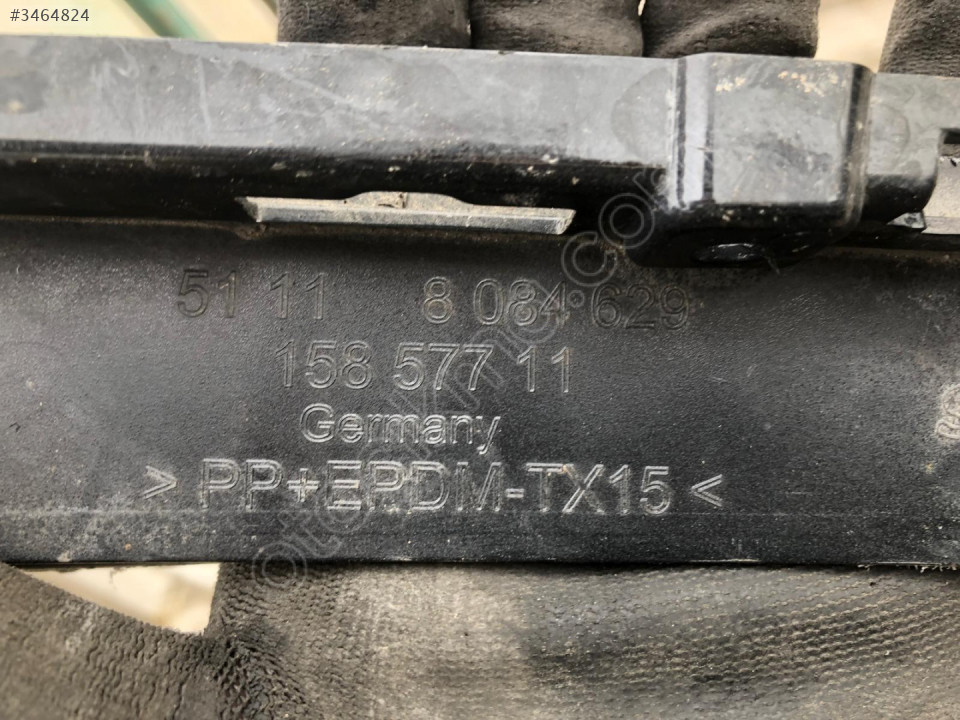 #3464824
51 11 8 084 629
158 577 11
Germany
> PP+EPDM-TX15 <